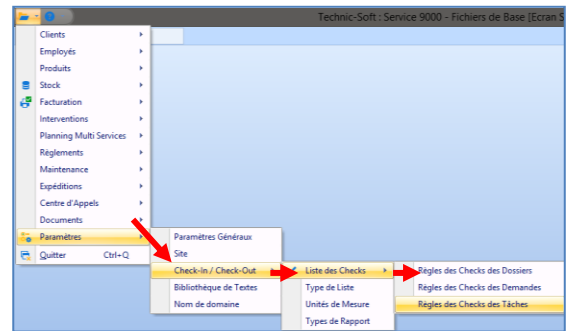 Technic-Soft : Service 9000 - Fichiers de Base [Ecran S
Clients
Employés
Produits
Stock
Facturation
Interventions
Planning Multi Services
Règlements
Maintenance
Expéditions
Centre d'Appels
Documents
Paramètres
Quitter Ctrl+Q
Paramètres Généraux
Site
Check-In / Check-Out
Bibliothèque de Textes
Nom de domaine
Liste des Checks
Type de Liste
Unités de Mesure
Types de Rapport
Règles des Checks des Dossiers
Règles des Checks des Demandes
Règles des Checks des Tâches